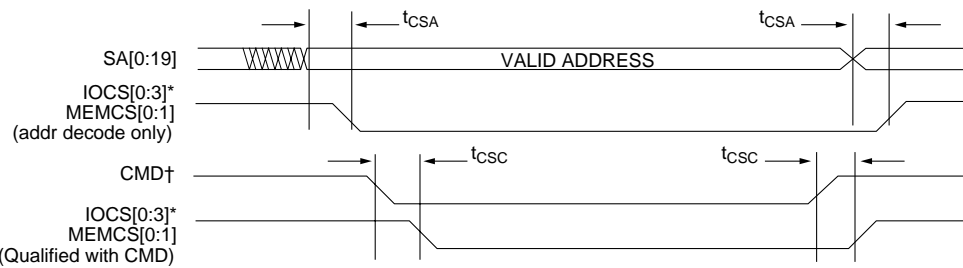 tCSA tCSA
SA[0:19] VALID ADDRESS
IOCS[0:3]*
MEMCS[0:1]
(addr decode only)
tCSC tCSC
CMD†
IOCS[0:3]*
MEMCS[0:1]
(Qualified with CMD)